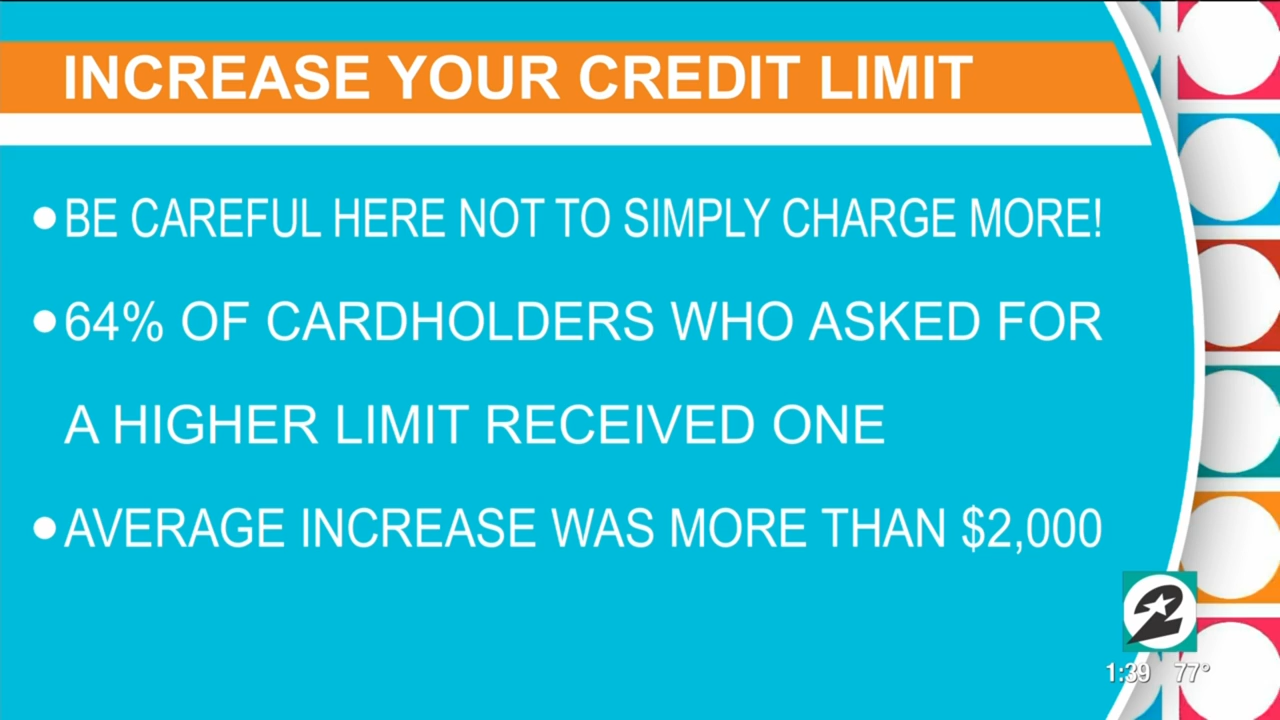 INCREASE YOUR CREDIT LIMIT
•BE CAREFUL HERE NOT TO SIMPLY CHARGE MORE!
•64% OF CARDHOLDERS WHO ASKED FOR
A HIGHER LIMIT RECEIVED ONE
•AVERAGE INCREASE WAS MORE THAN $2,000
2
1:39 77°